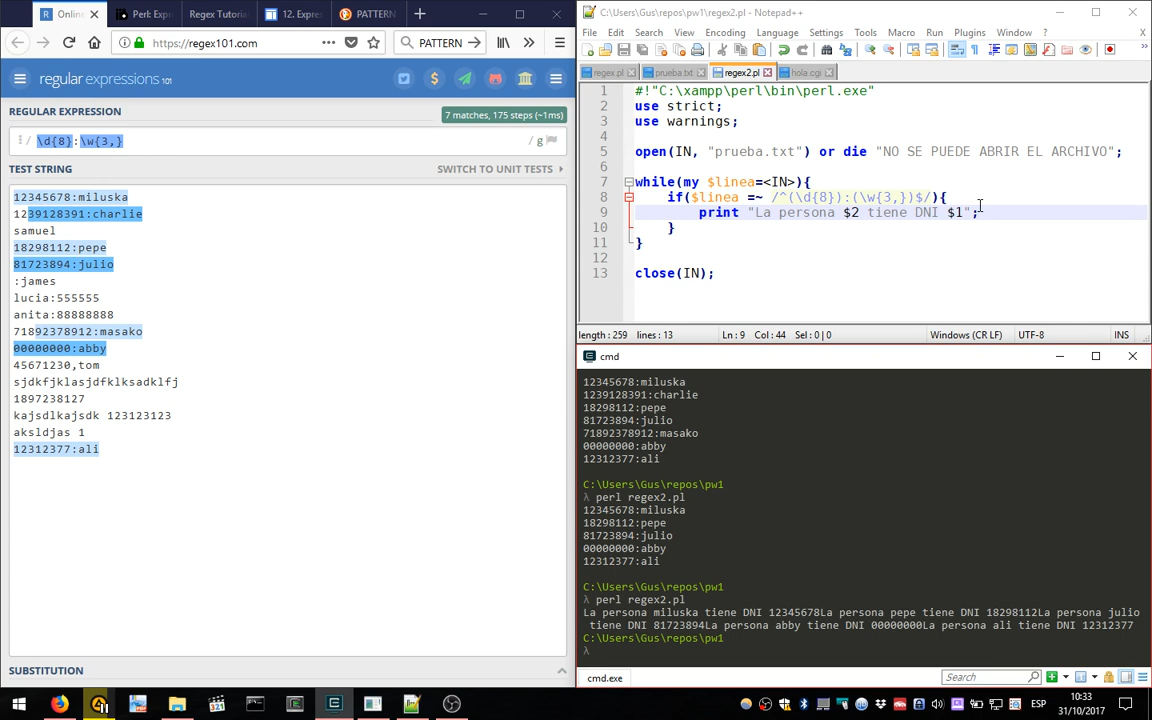 Online
Perl: Expr
Regex Tutoria
12. Expre
PATTERN
https://regex101.com
PATTERN
regular expressions 101
REGULAR EXPRESSION
7 matches, 175 steps (~1ms)
/ \d{8}:\w{3,} / g
TEST STRING
SWITCH TO UNIT TESTS
12345678:miluska
1239128391:charlie
samuel
18298112:pepe
81723894:julio
:james
lucia:555555
anita:88888888
71892378912:masako
00000000:abby
45671230,tom
sjdkfjklasjdfklksadklfj
1897238127
kajsdlkajsdk 123123123
aksldjas 1
12312377:ali
SUBSTITUTION
C:\Users\Gus\repos\pw1\regex2.pl - Notepad++
File Edit Search View Encoding Language Settings Tools Macro Run Plugins Window ? X
regex.pl prueba.txt regex2.pl hola.cgi
1 #!"C:\xampp\perl\bin\perl.exe"
2 use strict;
3 use warnings;
4
5 open(IN, "prueba.txt") or die "NO SE PUEDE ABRIR EL ARCHIVO";
6
7 while(my $linea=<IN>){
8 if($linea =~ /^(\d{8}):(\w{3,})$/){
9 print "La persona $2 tiene DNI $1";
10 }
11 }
12
13 close(IN);
length : 259 lines : 13 Ln : 9 Col : 44 Sel : 0 | 0 Windows (CR LF) UTF-8 INS
cmd
12345678:miluska
1239128391:charlie
18298112:pepe
81723894:julio
71892378912:masako
00000000:abby
12312377:ali
C:\Users\Gus\repos\pw1
λ perl regex2.pl
12345678:miluska
18298112:pepe
81723894:julio
00000000:abby
12312377:ali
C:\Users\Gus\repos\pw1
λ perl regex2.pl
La persona miluska tiene DNI 12345678La persona pepe tiene DNI 18298112La persona julio
tiene DNI 81723894La persona abby tiene DNI 00000000La persona ali tiene DNI 12312377
C:\Users\Gus\repos\pw1
λ
cmd.exe
Search
ESP
10:33
31/10/2017